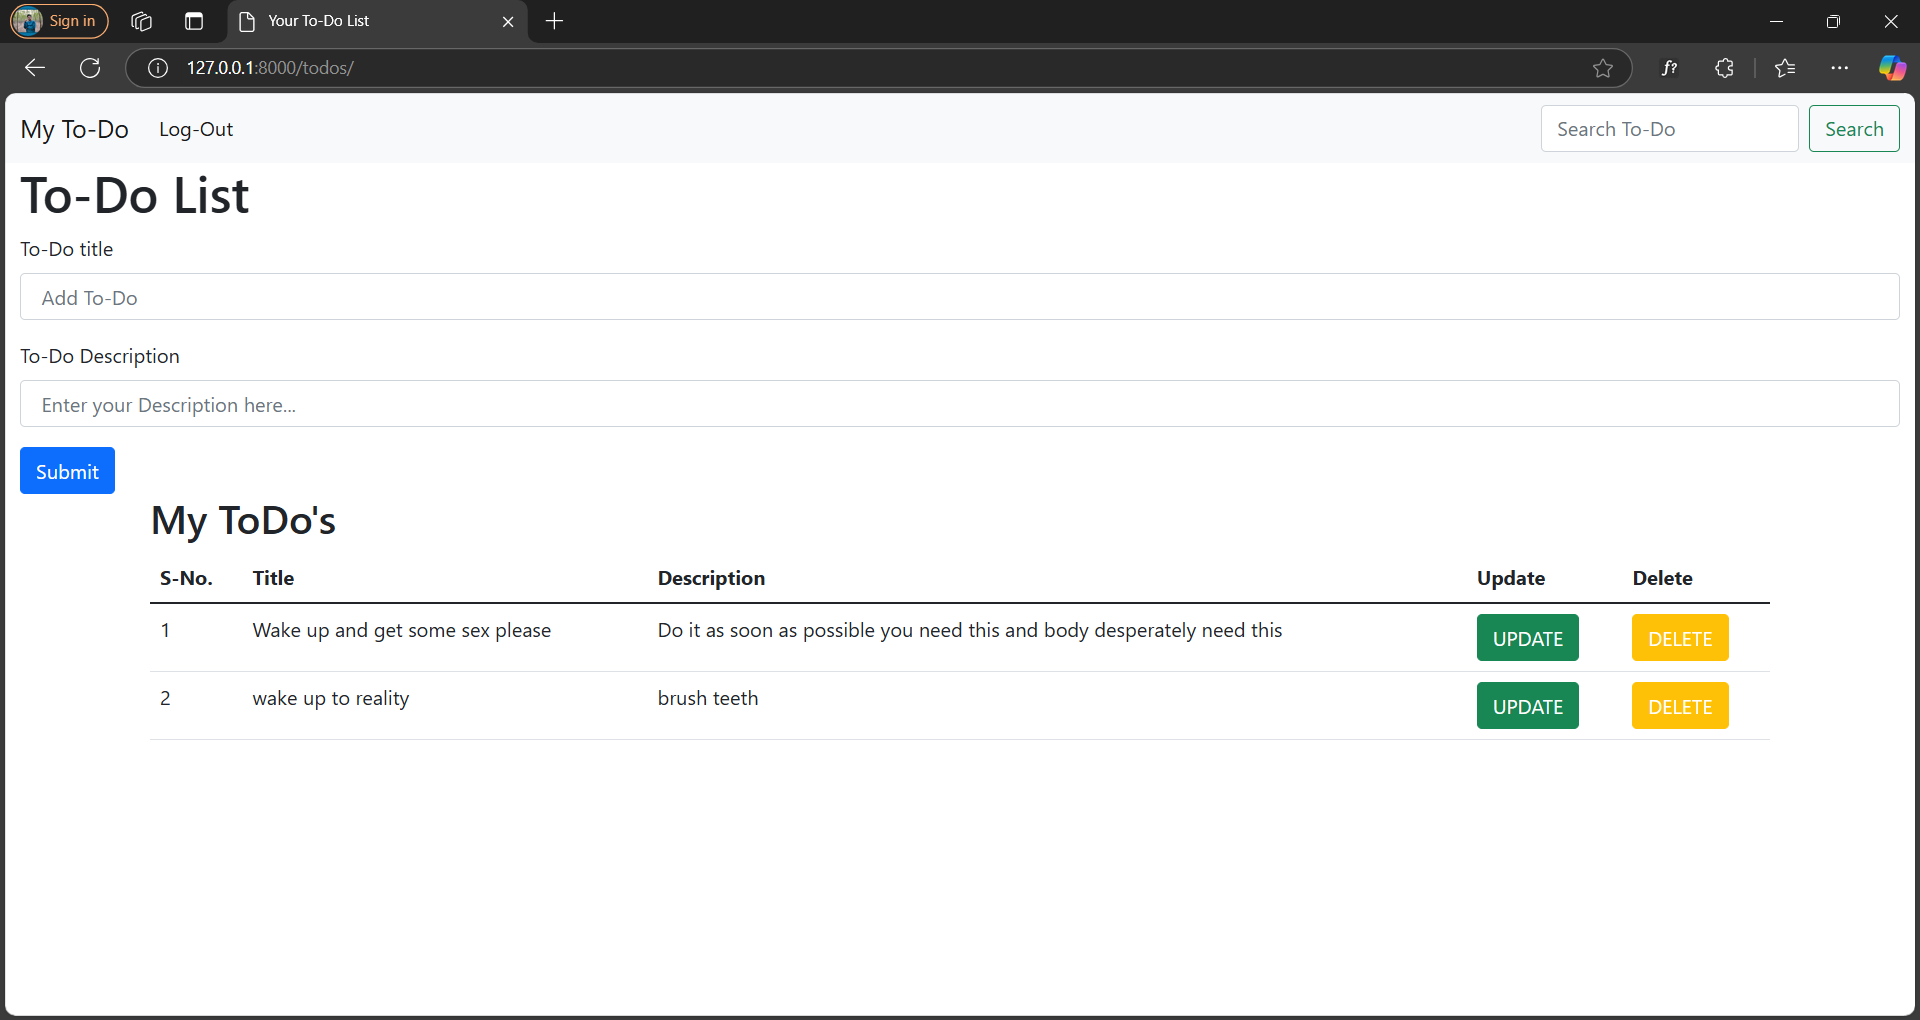 Sign in
Your To-Do List
127.0.0.1:8000/todos/
My To-Do Log-Out Search To-Do Search
To-Do List
To-Do title
Add To-Do
To-Do Description
Enter your Description here...
Submit
My ToDo's
S-No. Title Description Update Delete
1 Wake up and get some sex please Do it as soon as possible you need this and body desperately need this UPDATE DELETE
2 wake up to reality brush teeth UPDATE DELETE